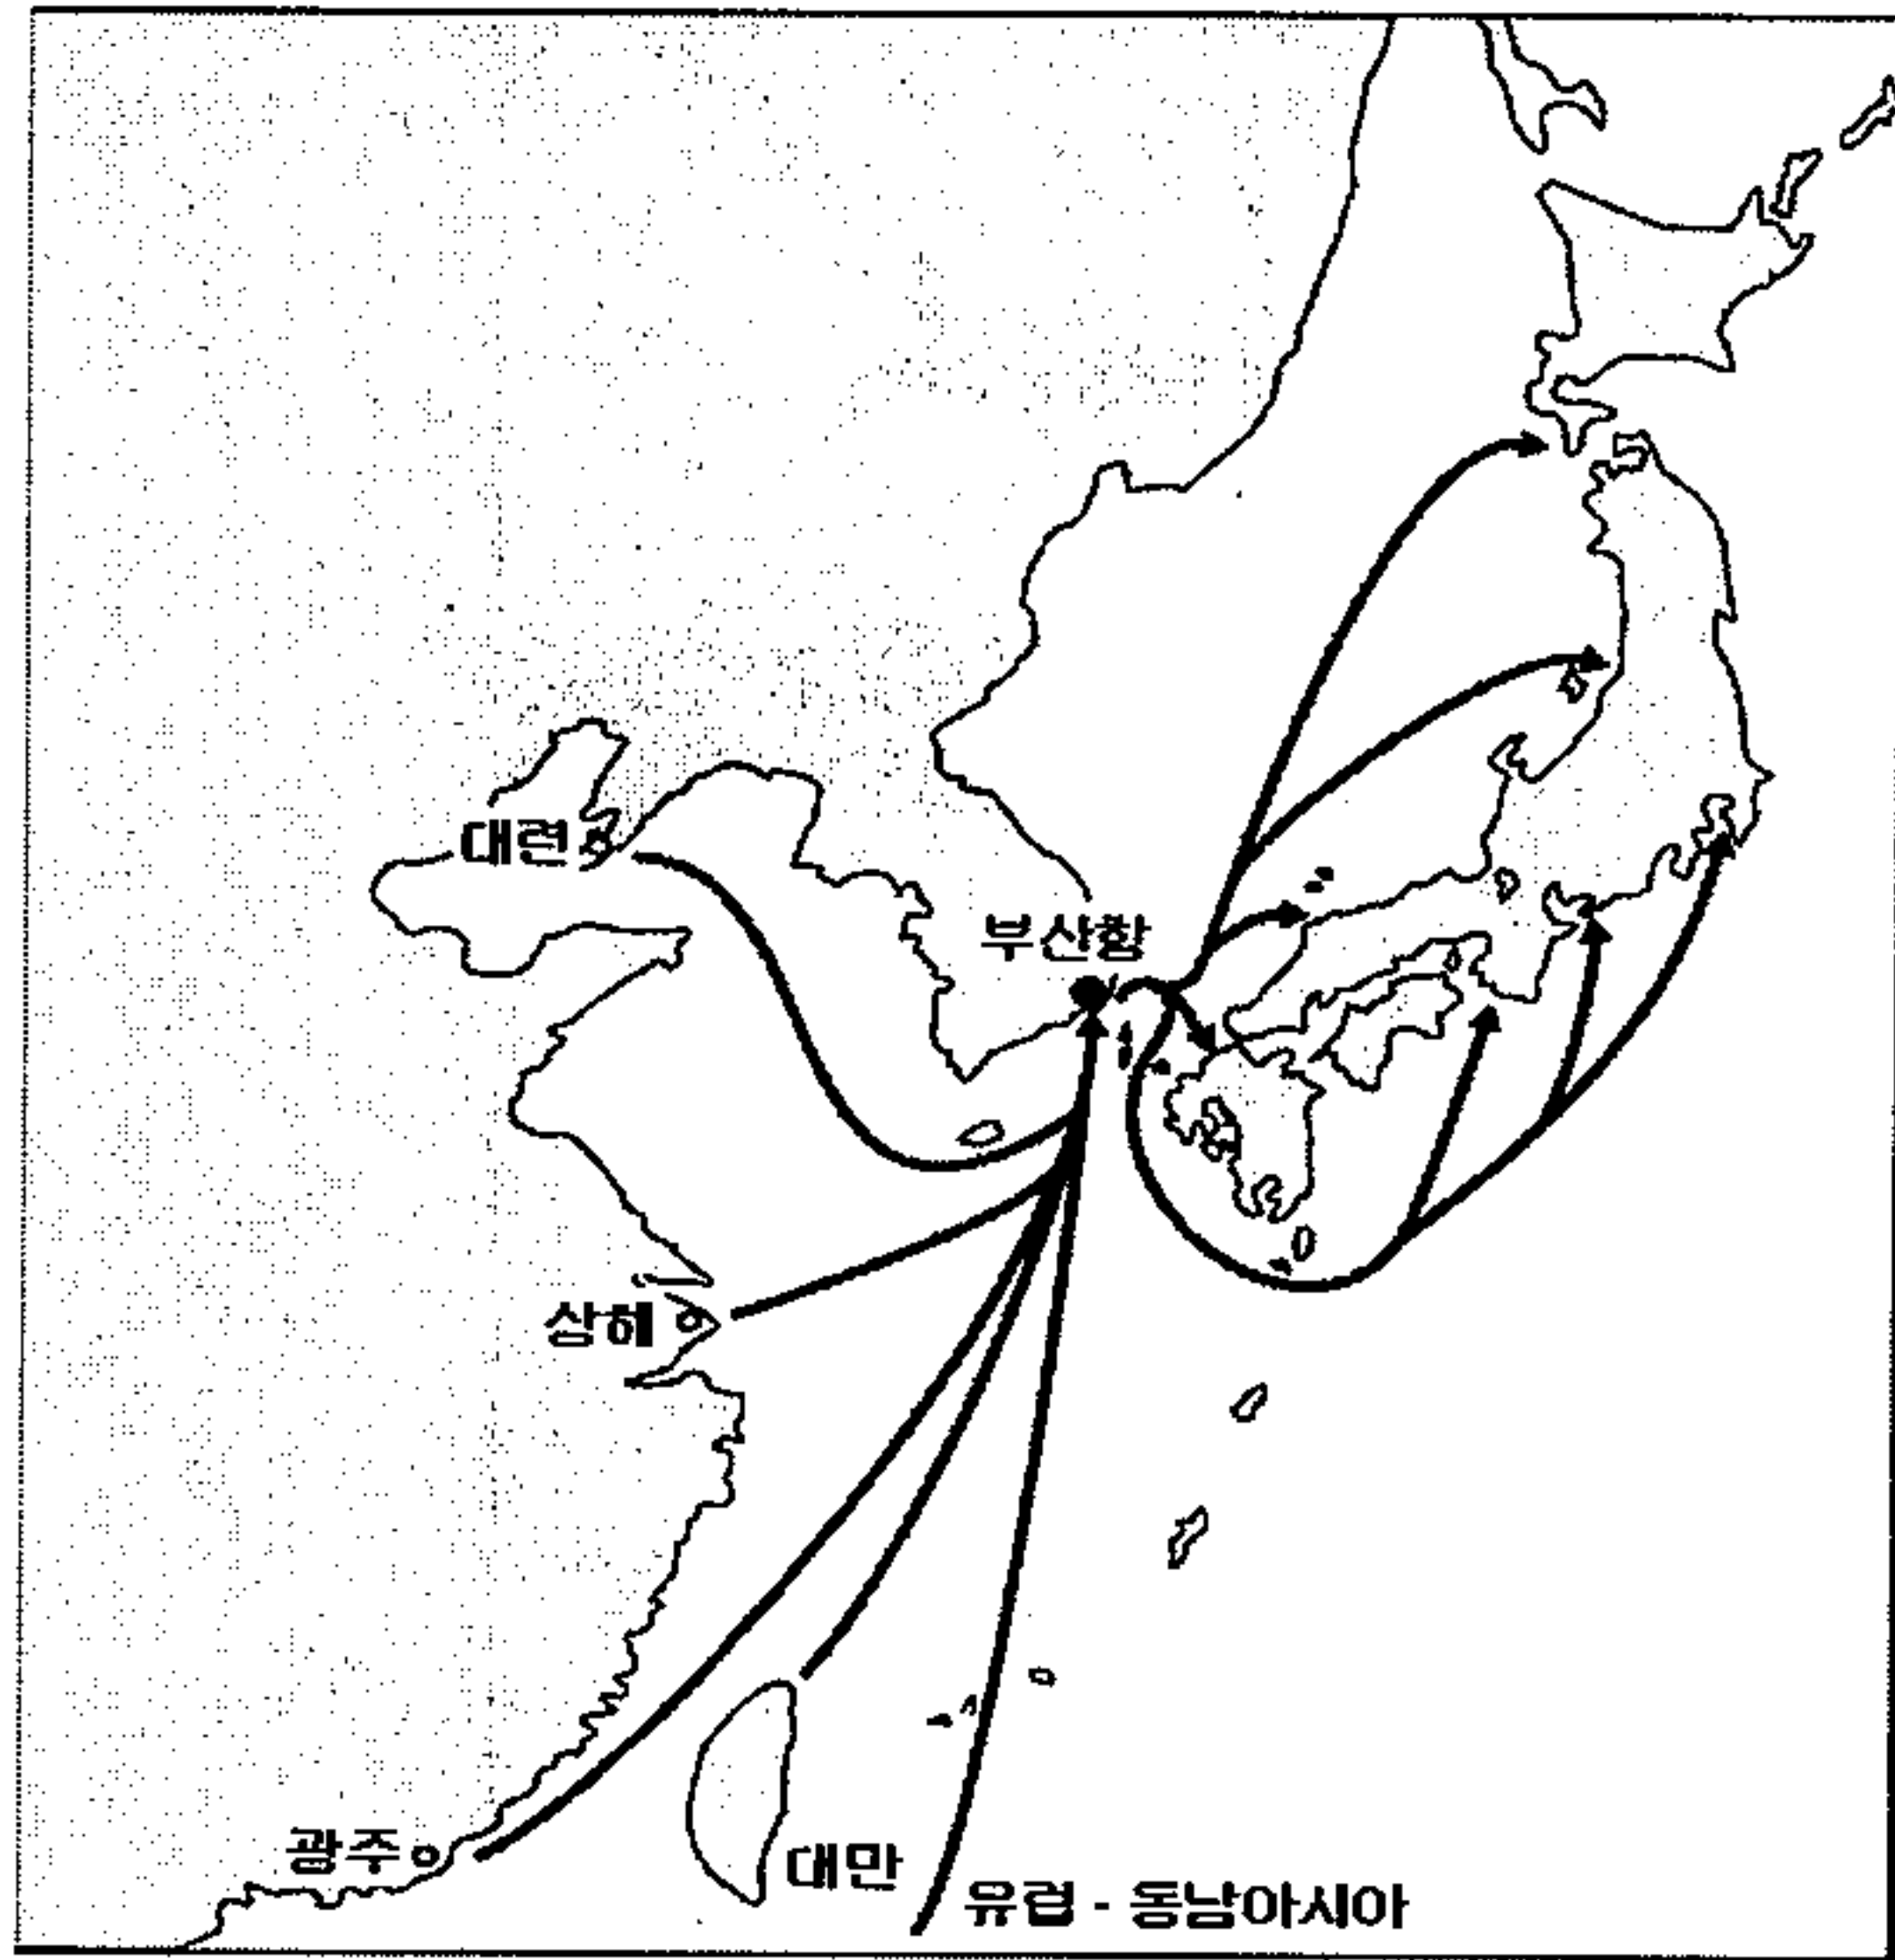 대련
부산항
상해
광주
대만
유럽 - 동남아시아